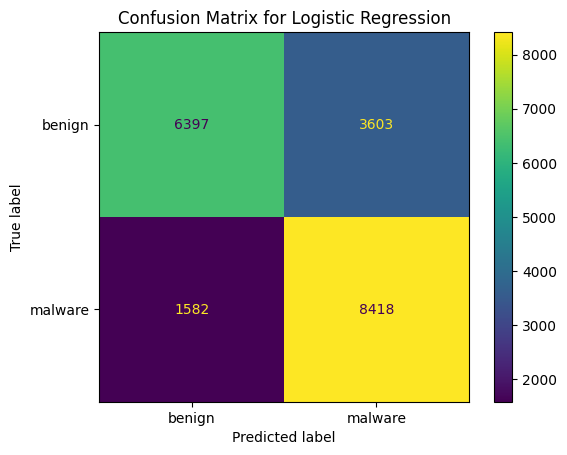 Confusion Matrix for Logistic Regression
benign
6397
3603
malware
1582
8418
benign
malware
Predicted label
True label
8000
7000
6000
5000
4000
3000
2000